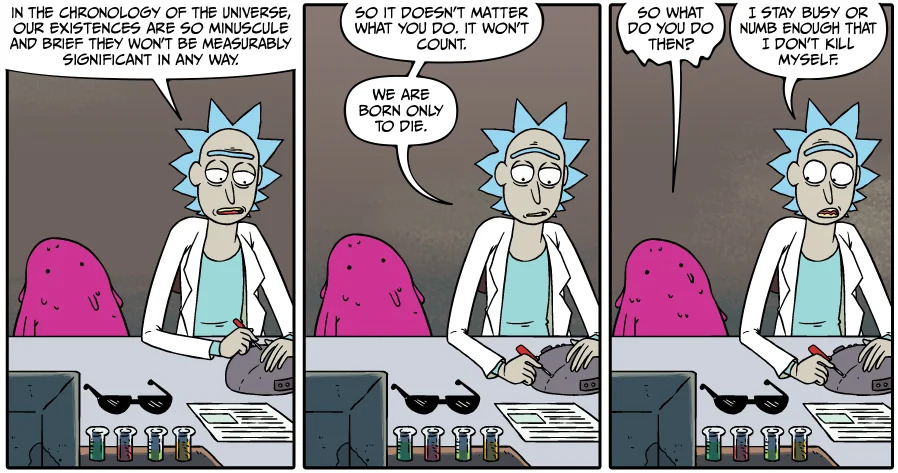 IN THE CHRONOLOGY OF THE UNIVERSE,
OUR EXISTENCES ARE SO MINUSCULE
AND BRIEF THEY WON'T BE MEASURABLY
SIGNIFICANT IN ANY WAY.
SO IT DOESN'T MATTER
WHAT YOU DO. IT WON'T
COUNT.
WE ARE
BORN ONLY
TO DIE.
SO WHAT
DO YOU DO
THEN?
I STAY BUSY OR
NUMB ENOUGH THAT
I DON'T KILL
MYSELF.